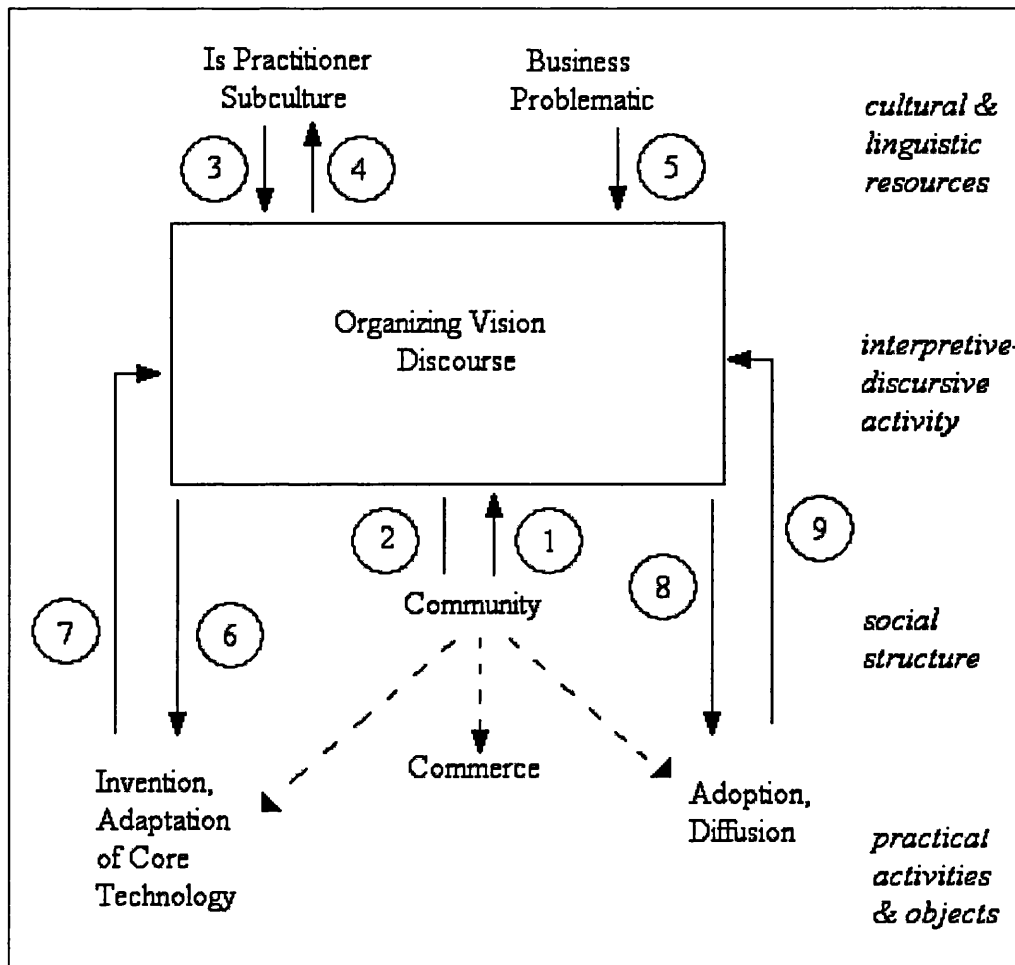 Is Practitioner
Subculture
Business
Problematic
cultural &
linguistic
resources
3
4
5
Organizing Vision
Discourse
interpretive-
discursive
activity
2
1
9
8
Community
7
6
social
structure
Invention,
Adaptation
of Core
Technology
Commerce
Adoption,
Diffusion
practical
activities
& objects